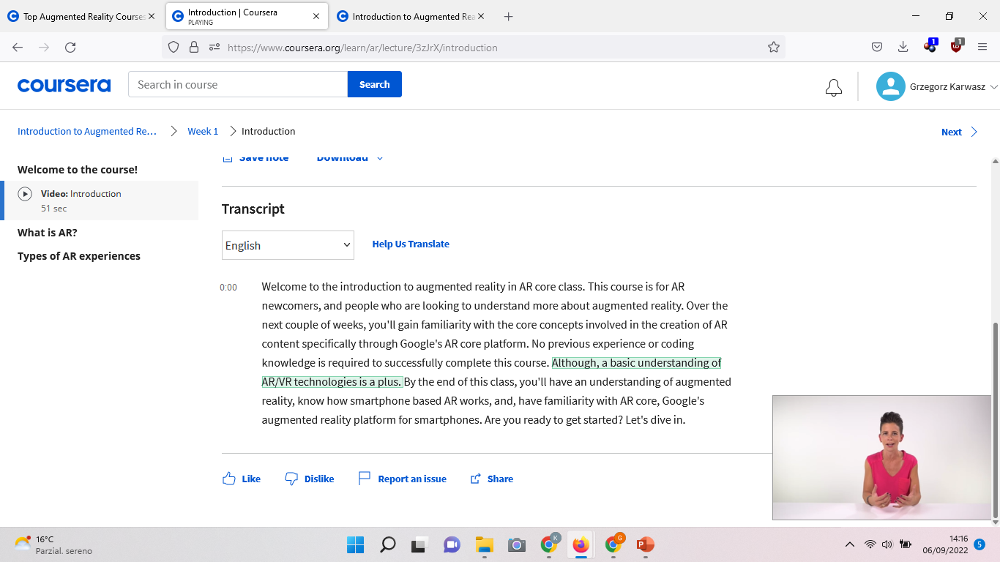 Top Augmented Reality Courses
Introduction | Coursera
PLAYING
Introduction to Augmented Rea
https://www.coursera.org/learn/ar/lecture/3zJrX/introduction
1
1
coursera
Search in course
Search
Grzegorz Karwasz
Introduction to Augmented Re…
Week 1
Introduction
Next
Save note
Download
Welcome to the course!
Video: Introduction
51 sec
What is AR?
Types of AR experiences
Transcript
English
Help Us Translate
0:00
Welcome to the introduction to augmented reality in AR core class. This course is for AR
newcomers, and people who are looking to understand more about augmented reality. Over the
next couple of weeks, you'll gain familiarity with the core concepts involved in the creation of AR
content specifically through Google's AR core platform. No previous experience or coding
knowledge is required to successfully complete this course. Although, a basic understanding of
AR/VR technologies is a plus. By the end of this class, you'll have an understanding of augmented
reality, know how smartphone based AR works, and, have familiarity with AR core, Google's
augmented reality platform for smartphones. Are you ready to get started? Let's dive in.
Like
Dislike
Report an issue
Share
16°C
Parzial. sereno
K
G
P
14:16
06/09/2022
5